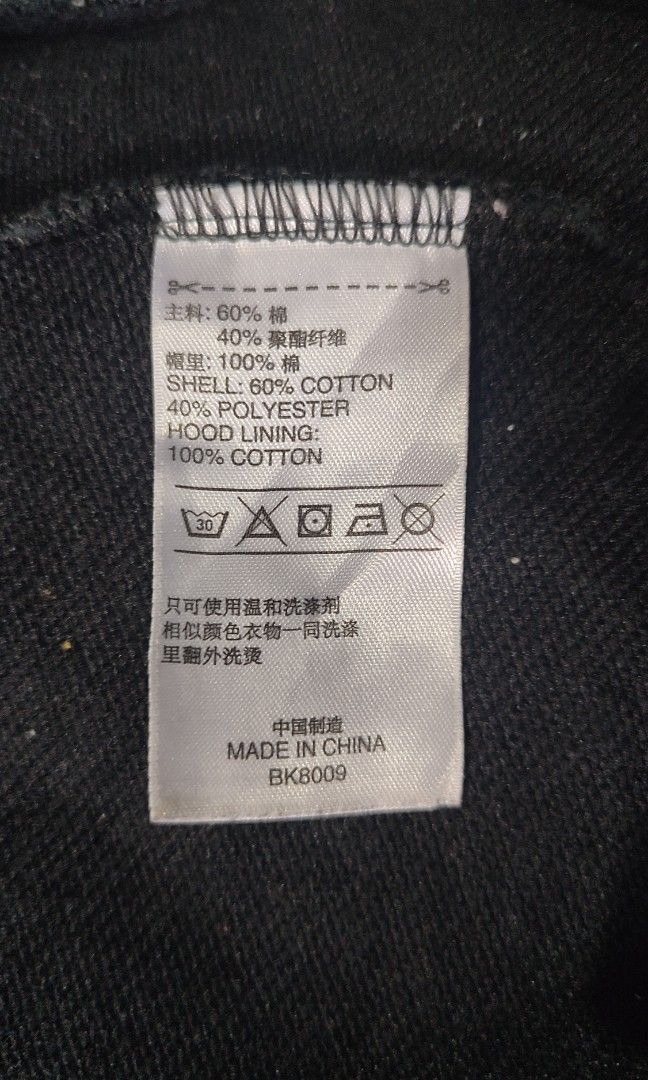 主料: 60% 棉
40% 聚酯纤维
帽里: 100% 棉
SHELL: 60% COTTON
40% POLYESTER
HOOD LINING:
100% COTTON
30
只可使用温和洗涤剂
相似颜色衣物一同洗涤
里翻外洗烫
中国制造
MADE IN CHINA
BK8009